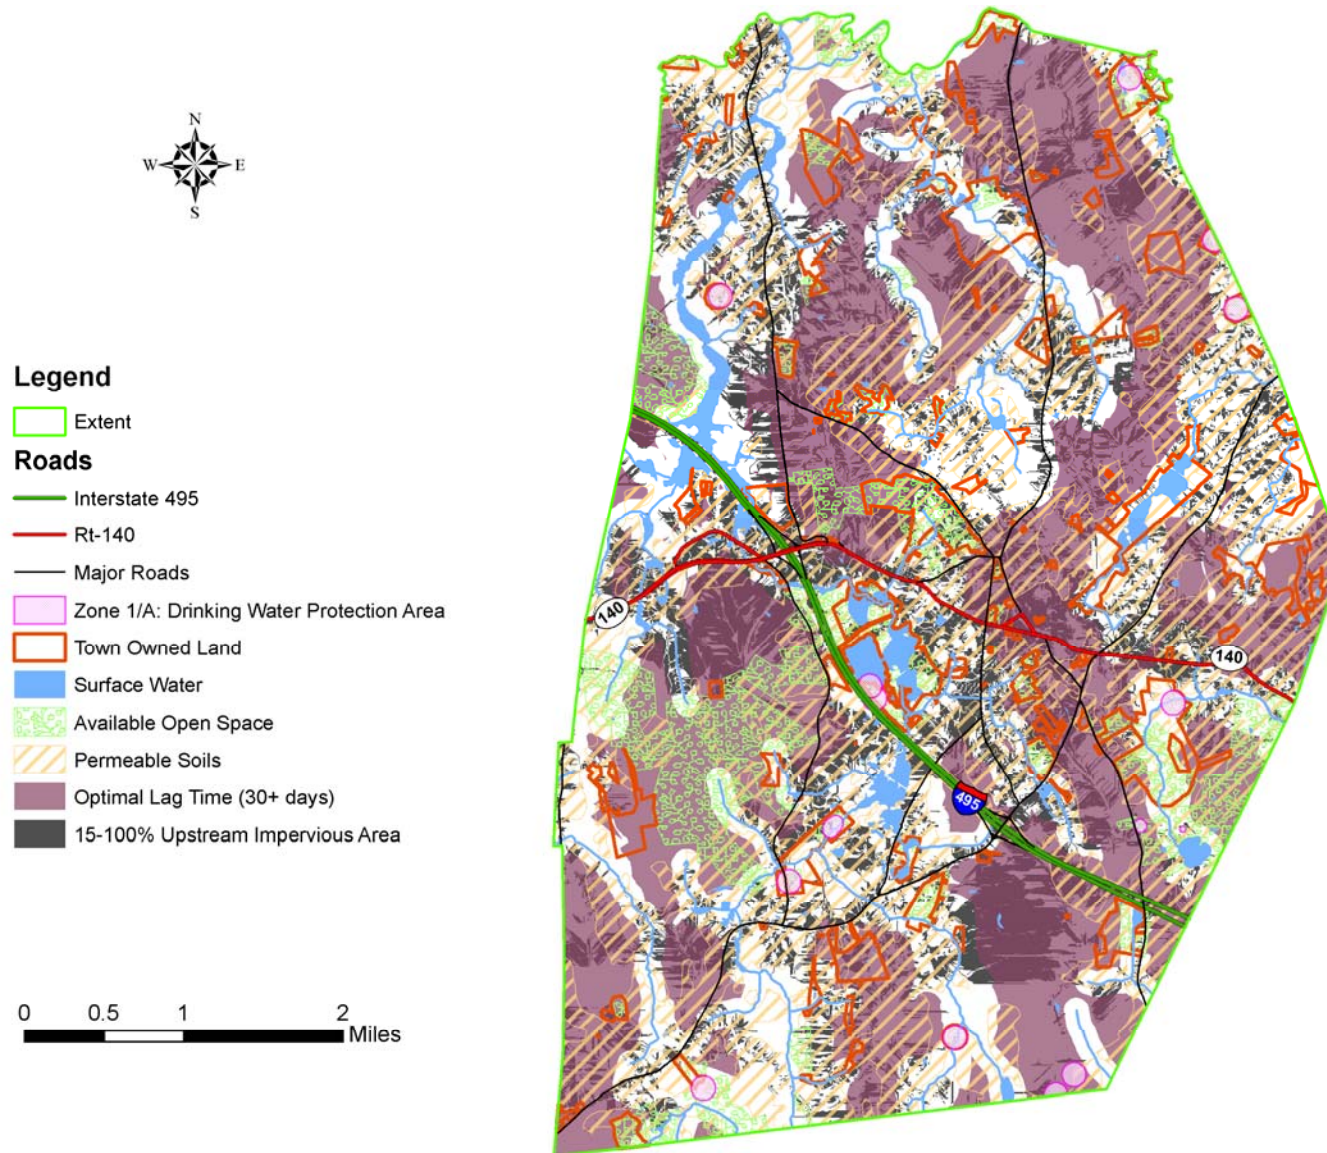 N
W E
S
Legend
Extent
Roads
Interstate 495
Rt-140
Major Roads
Zone 1/A: Drinking Water Protection Area
Town Owned Land
Surface Water
Available Open Space
Permeable Soils
Optimal Lag Time (30+ days)
15-100% Upstream Impervious Area
0 0.5 1 2
Miles
140
140
495